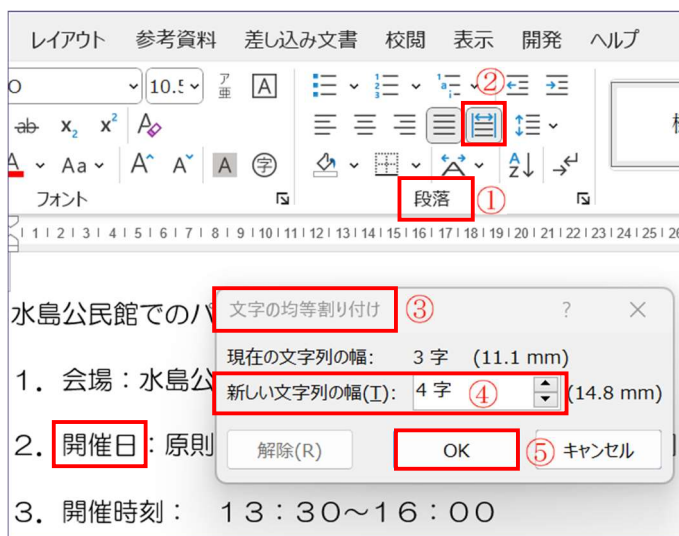 レイアウト 参考資料 差し込み文書 校閲 表示 開発 ヘルプ
O 10.5 ア亜 A ②
ab x₂ x² A
A Aa A^ Aˇ A 字 A A Z
フォント 段落 ①
1 2 3 4 5 6 7 8 9 10 11 12 13 14 15 16 17 18 19 20 21 22 23 24 25 26
水島公民館でのパ
文字の均等割り付け ③ ? ×
現在の文字列の幅: 3 字 (11.1 mm)
1．会場：水島公
新しい文字列の幅(T): 4 字 ④ (14.8 mm)
2．開催日：原則
解除(R) OK ⑤ キャンセル
3．開催時刻： 13：30～16：00